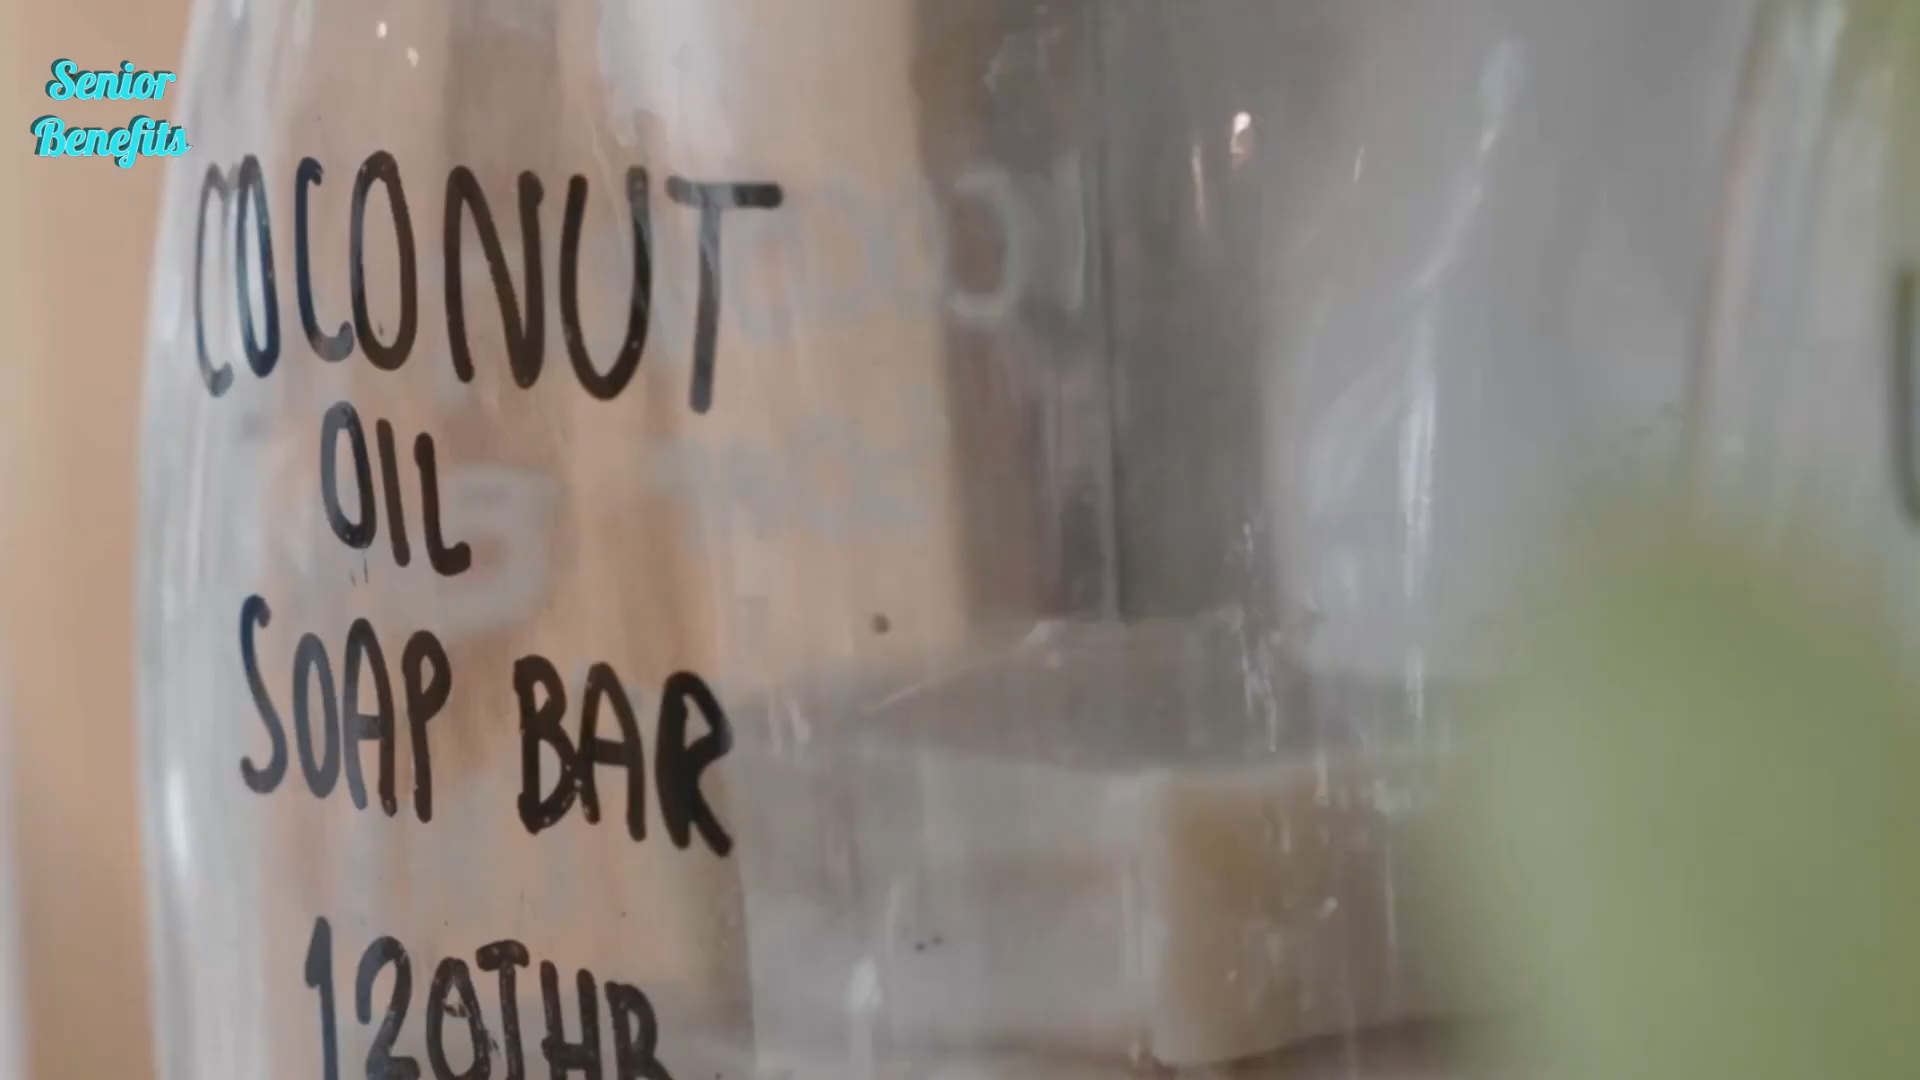 Senior
Benefits
COCONUT
OIL
SOAP BAR
120THB